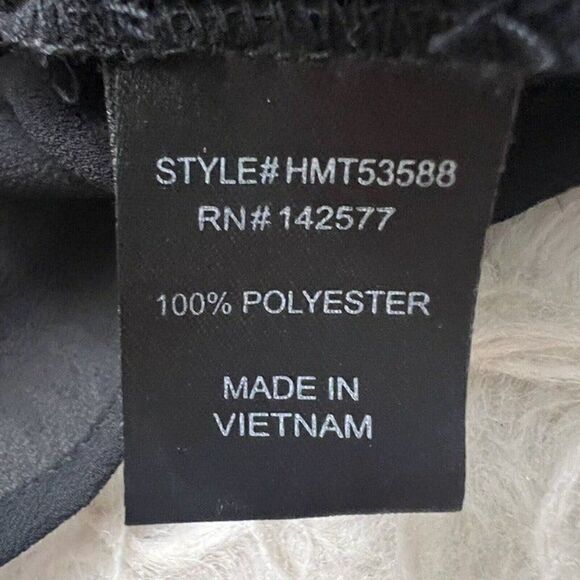 STYLE# HMT53588
RN# 142577
100% POLYESTER
MADE IN
VIETNAM